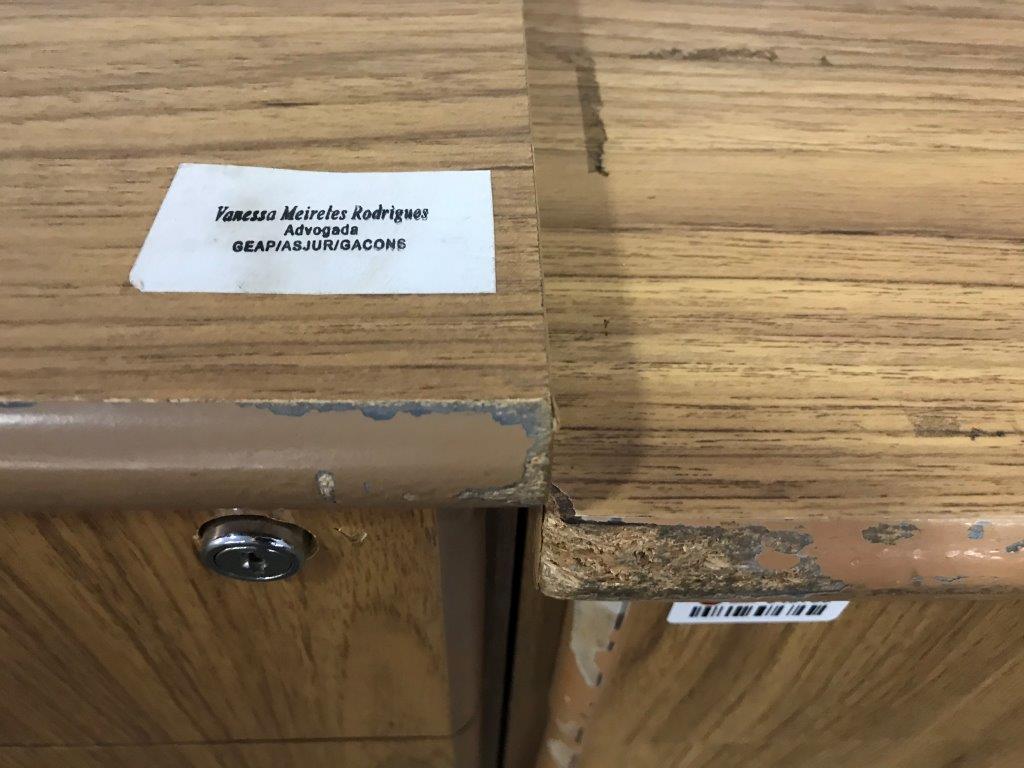 Vanessa Meireles Rodrigues
Advogada
GEAP/ASJUR/GACONS